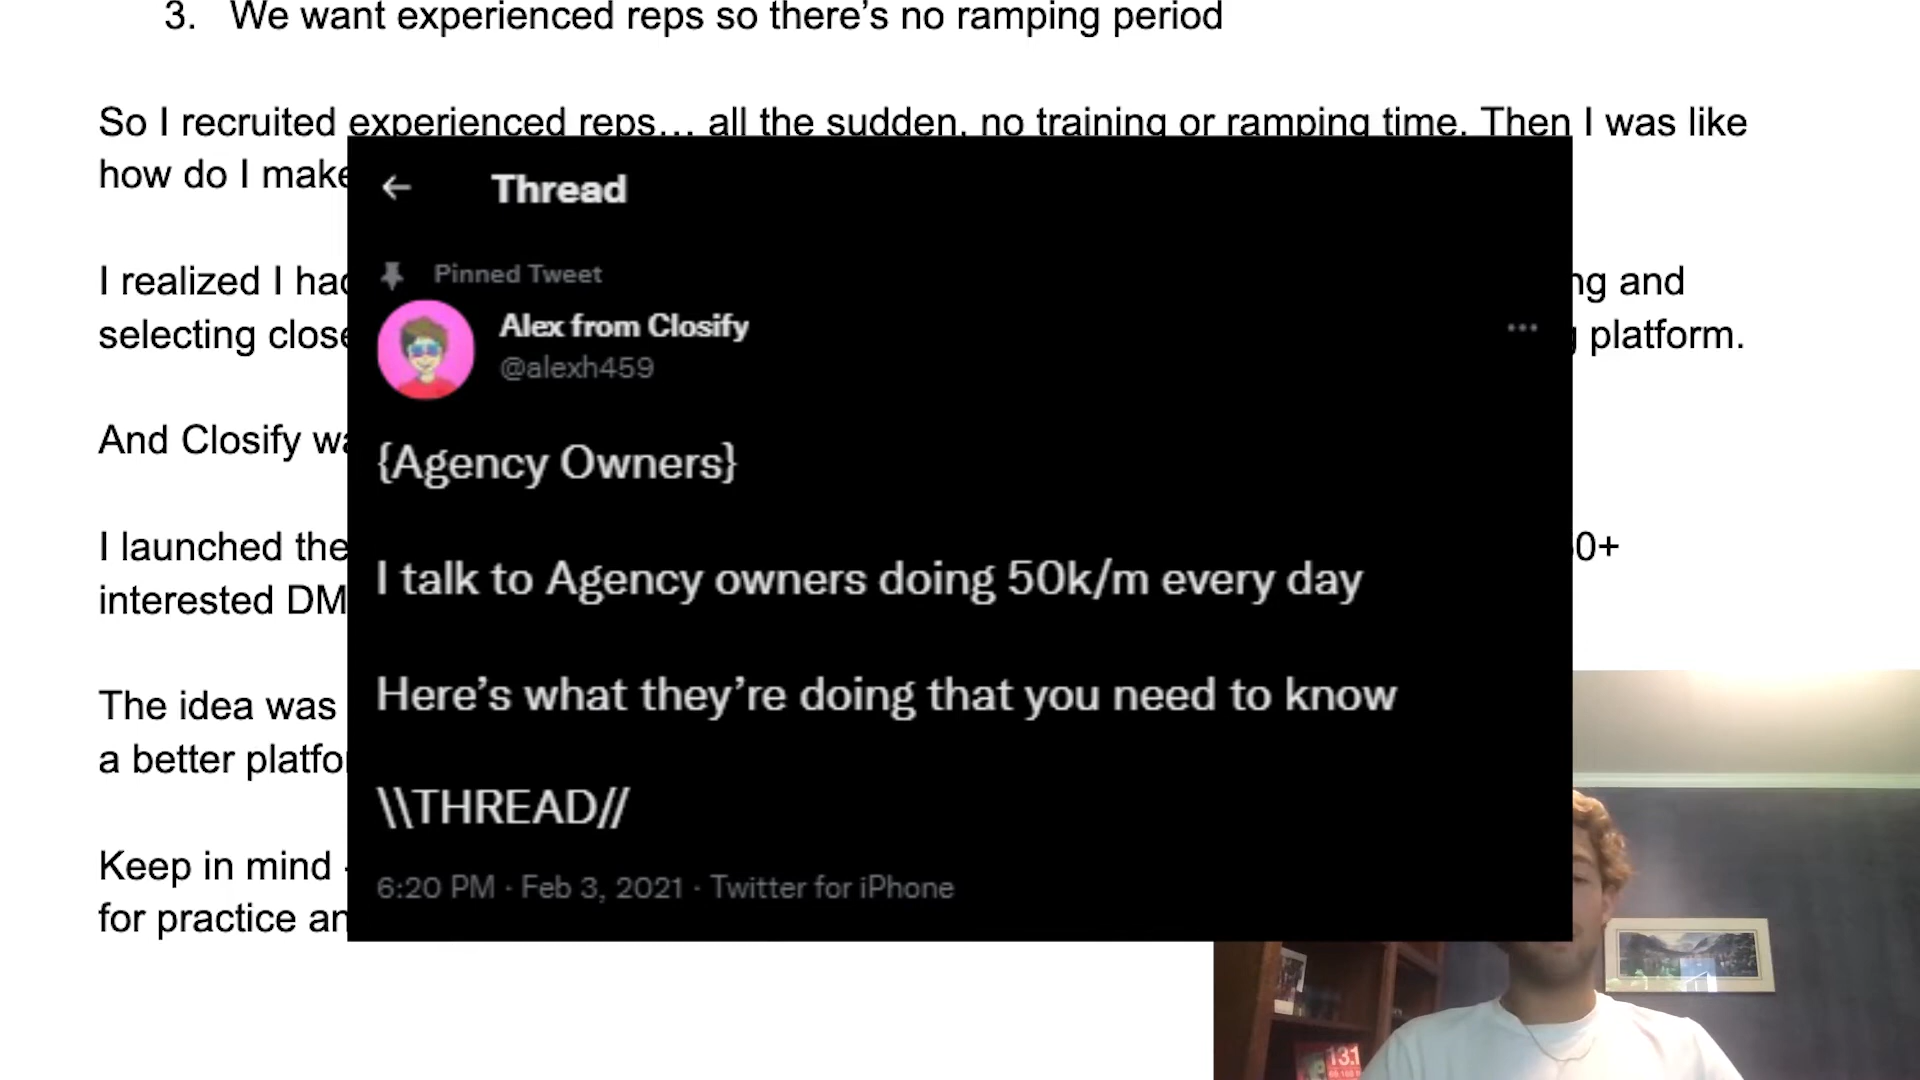 3. We want experienced reps so there's no ramping period
So I recruited experienced reps... all the sudden, no training or ramping time. Then I was like
how do I make
I realized I had
ng and
selecting close
platform.
And Closify wa
I launched the
0+
interested DM
The idea was
a better platfo
Keep in mind
for practice an
Thread
Pinned Tweet
Alex from Closify
@alexh459
{Agency Owners}
I talk to Agency owners doing 50k/m every day
Here’s what they’re doing that you need to know
\\THREAD//
6:20 PM · Feb 3, 2021 · Twitter for iPhone
13.1